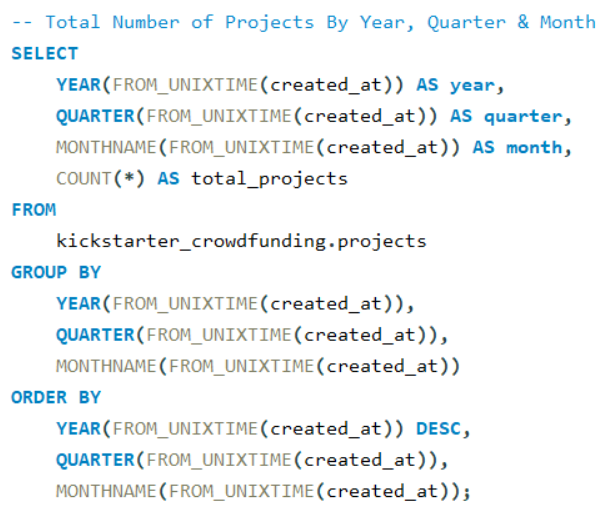 -- Total Number of Projects By Year, Quarter & Month
SELECT
    YEAR(FROM_UNIXTIME(created_at)) AS year,
    QUARTER(FROM_UNIXTIME(created_at)) AS quarter,
    MONTHNAME(FROM_UNIXTIME(created_at)) AS month,
    COUNT(*) AS total_projects
FROM
    kickstarter_crowdfunding.projects
GROUP BY
    YEAR(FROM_UNIXTIME(created_at)),
    QUARTER(FROM_UNIXTIME(created_at)),
    MONTHNAME(FROM_UNIXTIME(created_at))
ORDER BY
    YEAR(FROM_UNIXTIME(created_at)) DESC,
    QUARTER(FROM_UNIXTIME(created_at)),
    MONTHNAME(FROM_UNIXTIME(created_at));